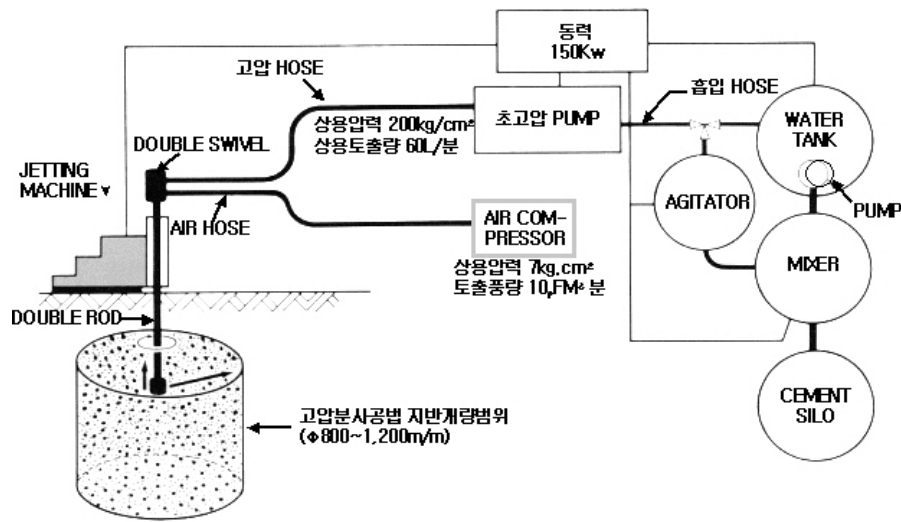 동력
150Kw
고압 HOSE
흡입 HOSE
상용압력 200kg/cm²
상용토출량 60L/분
초고압 PUMP
WATER
TANK
DOUBLE SWIVEL
JETTING
MACHINE
AIR HOSE
AGITATOR
PUMP
AIR COM-
PRESSOR
상용압력 7kg.cm²
토출풍량 10 분
MIXER
DOUBLE ROD
CEMENT
SILO
고압분사공법 지반개량범위
(Φ800~1,200m/m)